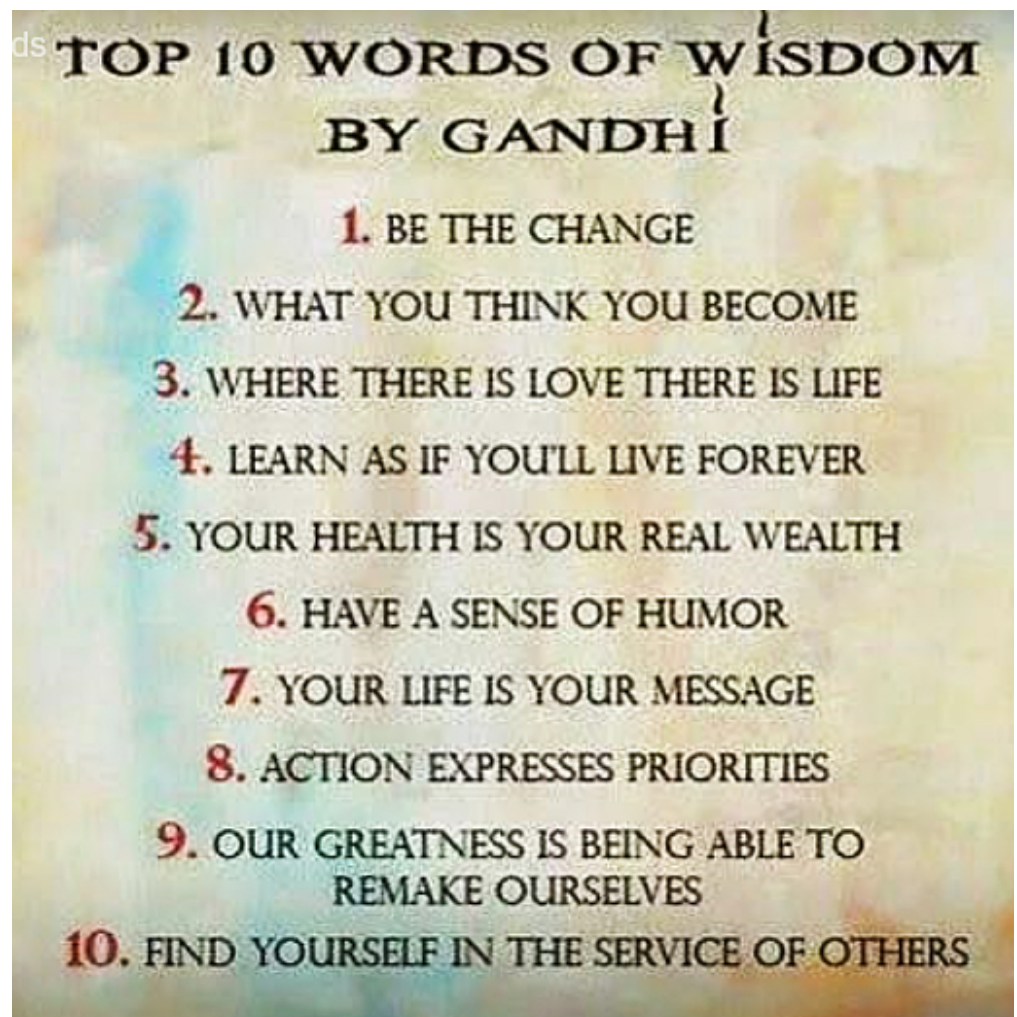 ds
TOP 10 WORDS OF WISDOM
BY GANDHI
1. BE THE CHANGE
2. WHAT YOU THINK YOU BECOME
3. WHERE THERE IS LOVE THERE IS LIFE
4. LEARN AS IF YOU'LL LIVE FOREVER
5. YOUR HEALTH IS YOUR REAL WEALTH
6. HAVE A SENSE OF HUMOR
7. YOUR LIFE IS YOUR MESSAGE
8. ACTION EXPRESSES PRIORITIES
9. OUR GREATNESS IS BEING ABLE TO
REMAKE OURSELVES
10. FIND YOURSELF IN THE SERVICE OF OTHERS